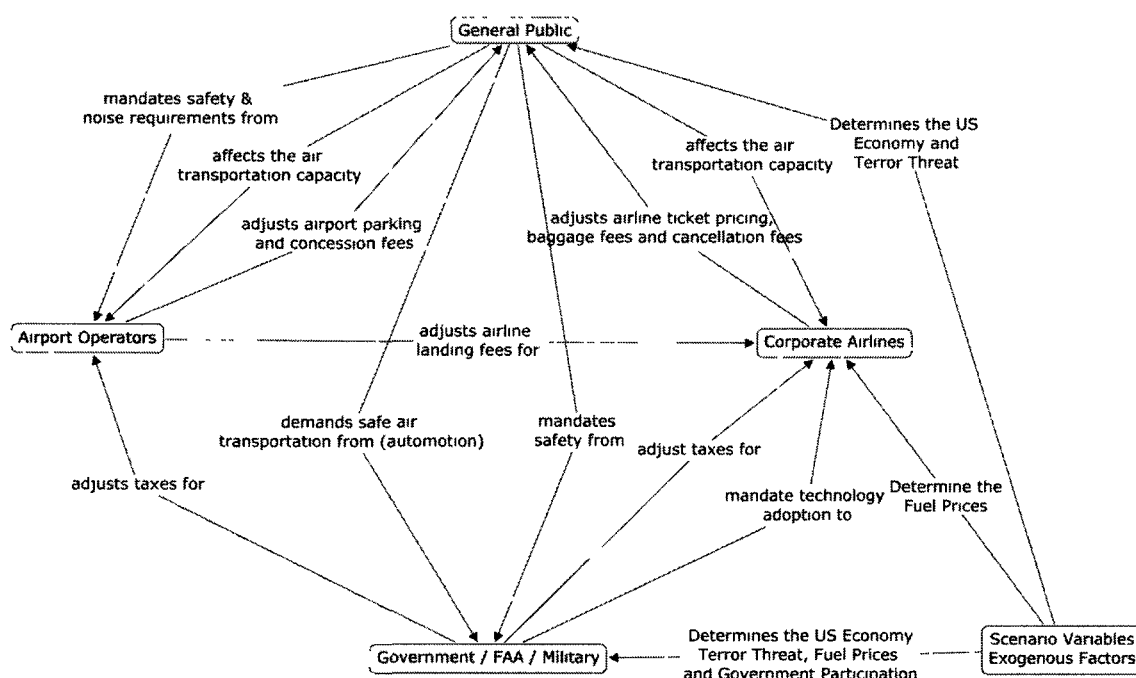 General Public
mandates safety &
noise requirements from
Determines the US
Economy and
Terror Threat
affects the air
transportation capacity
affects the air
transportation capacity
adjusts airport parking
and concession fees
adjusts airline ticket pricing,
baggage fees and cancellation fees
Airport Operators
adjusts airline
landing fees for
Corporate Airlines
demands safe air
transportation from (automotion)
mandates
safety from
adjust taxes for
adjusts taxes for
mandate technology
adoption to
Determine the
Fuel Prices
Government / FAA / Military
Determines the US Economy
Terror Threat, Fuel Prices
and Government Participation
Scenario Variables
Exogenous Factors